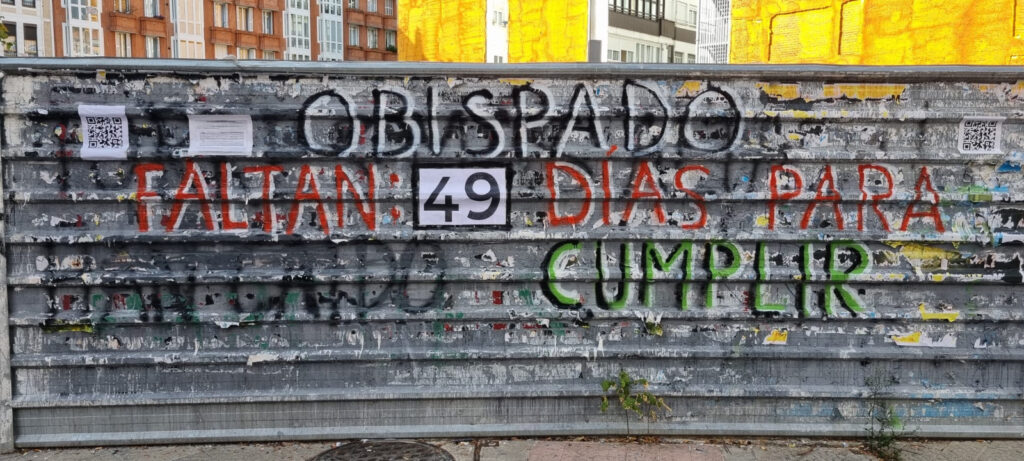 OBISPADO
FALTAN: 49 DÍAS PARA
CUMPLIR